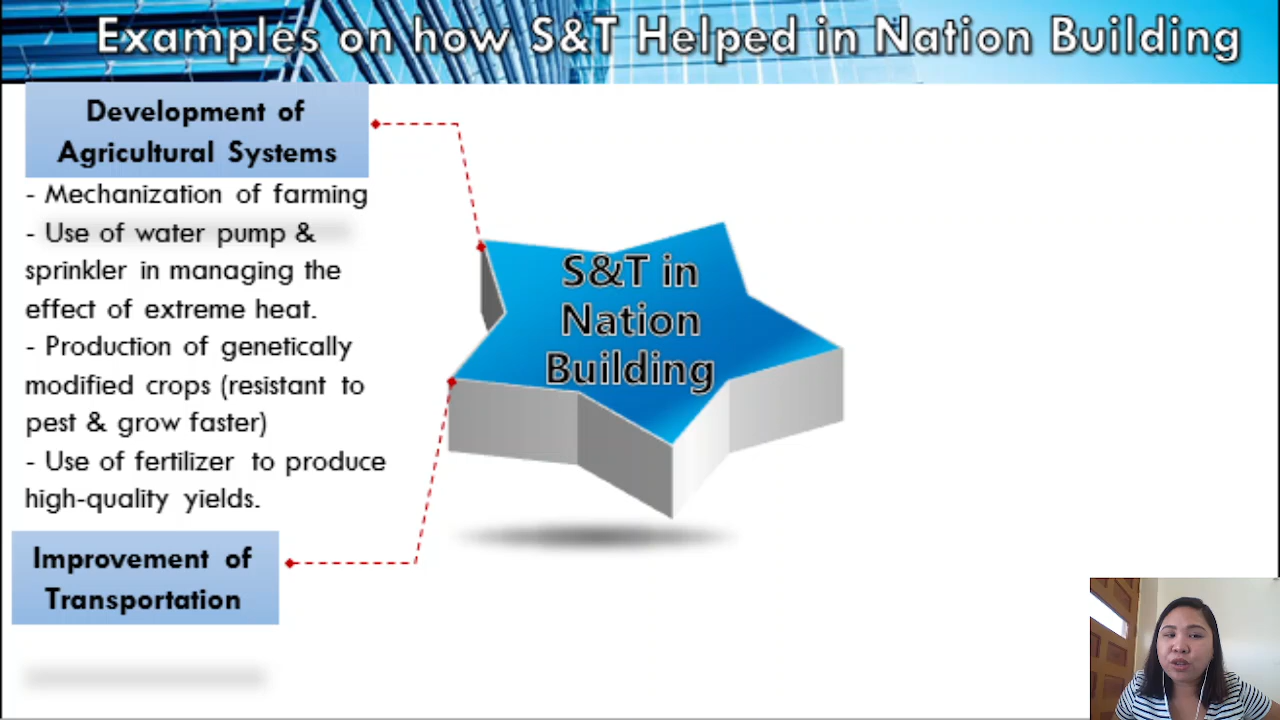 Examples on how S&T Helped in Nation Building
Development of
Agricultural Systems
- Mechanization of farming
- Use of water pump &
sprinkler in managing the
effect of extreme heat.
- Production of genetically
modified crops (resistant to
pest & grow faster)
- Use of fertilizer to produce
high-quality yields.
Improvement of
Transportation
S&T in
Nation
Building